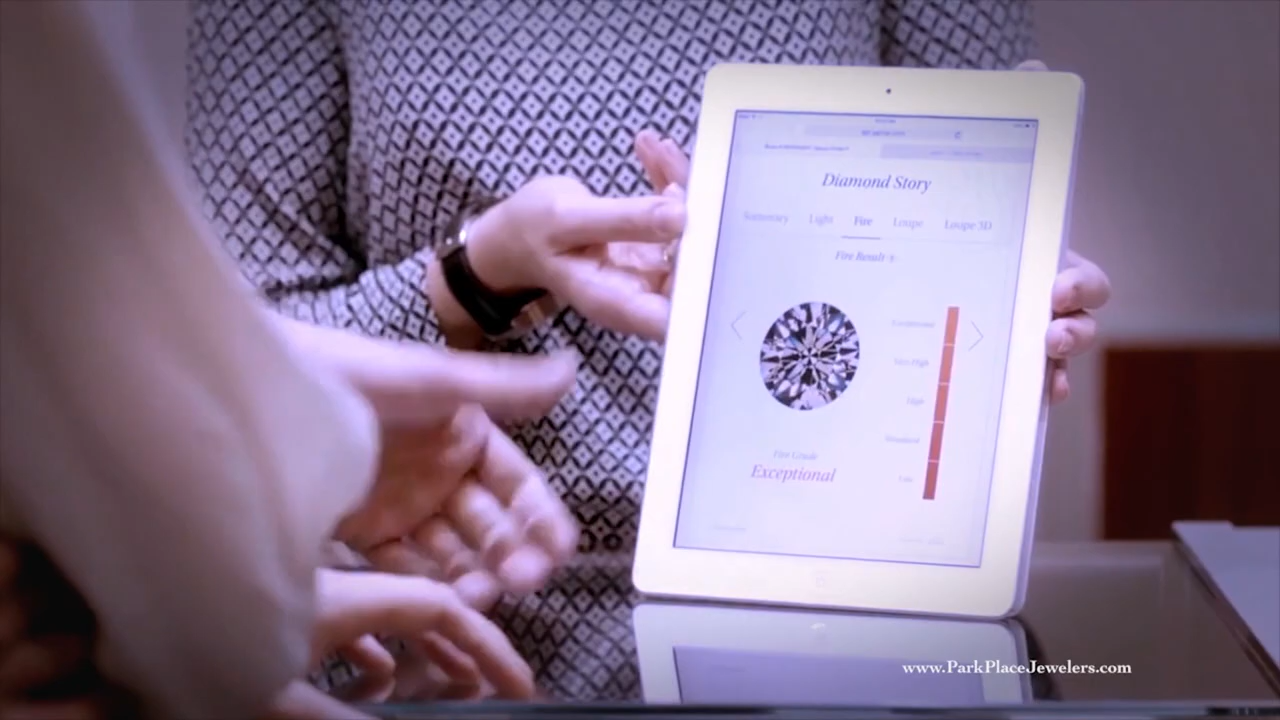 Diamond Story
Summary Light Fire Loupe Loupe 3D
Fire Result
Exceptional
Very High
High
Standard
Low
Fire Grade
Exceptional
www.ParkPlaceJewelers.com